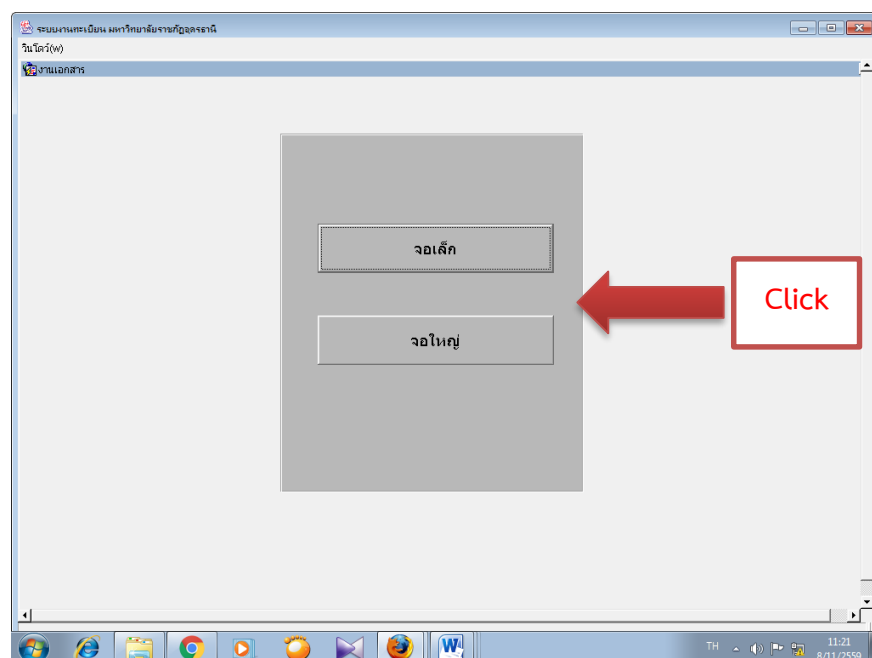 ระบบงานทะเบียน มหาวิทยาลัยราชภัฏอุดรธานี
วินโดว์(W)
งานเอกสาร
จอเล็ก
Click
จอใหญ่
TH
11:21
8/11/2559